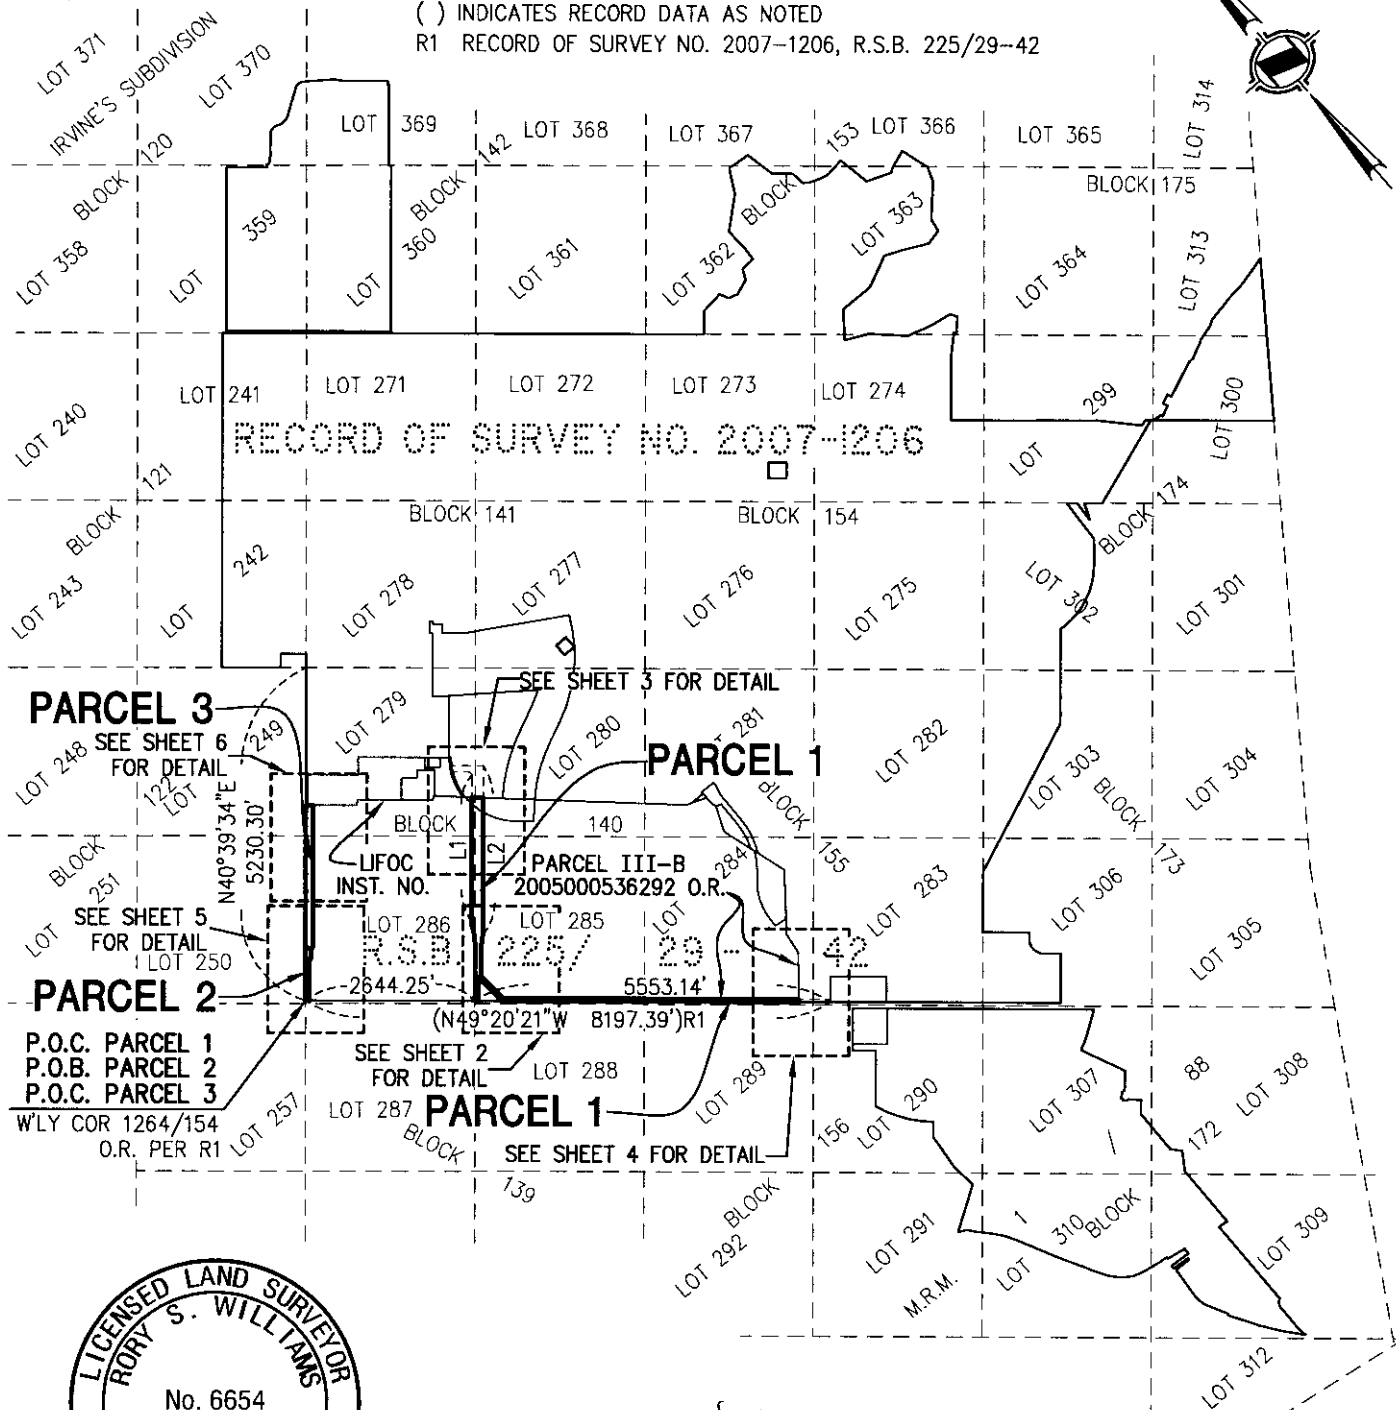 ( ) INDICATES RECORD DATA AS NOTED
R1 RECORD OF SURVEY NO. 2007-1206, R.S.B. 225/29-42
LOT 371
IRVINE'S SUBDIVISION
LOT 370
LOT 369
LOT 368
LOT 367
LOT 366
LOT 365
LOT 314
BLOCK 120
BLOCK 142
BLOCK 153
BLOCK 175
LOT 358
LOT 359
LOT 360
LOT 361
LOT 362
LOT 363
LOT 364
LOT 313
LOT 240
LOT 241
LOT 271
LOT 272
LOT 273
LOT 274
LOT 299
LOT 300
RECORD OF SURVEY NO. 2007-1206
BLOCK 121
BLOCK 141
BLOCK 154
BLOCK 174
LOT 243
LOT 242
LOT 278
LOT 277
LOT 276
LOT 275
LOT 302
LOT 301
PARCEL 3
SEE SHEET 3 FOR DETAIL
SEE SHEET 6
FOR DETAIL
LOT 248
LOT 249
LOT 279
LOT 280
281
LOT 282
LOT 303
LOT 304
PARCEL 1
BLOCK 122
BLOCK 140
BLOCK 155
BLOCK 173
N40°39'34"E
5230.30'
LIFOC
INST. NO.
L1
L2
PARCEL III-B
2005000536292 O.R.
LOT 251
SEE SHEET 5
FOR DETAIL
LOT 250
LOT 286
LOT 285
LOT 284
LOT 283
LOT 306
LOT 305
R.S.B. 225/ 29 - 42
PARCEL 2
2644.25'
5553.14'
(N49°20'21"W 8197.39')R1
P.O.C. PARCEL 1
P.O.B. PARCEL 2
P.O.C. PARCEL 3
W'LY COR 1264/154
O.R. PER R1
SEE SHEET 2
FOR DETAIL
LOT 257
LOT 287
LOT 288
LOT 289
LOT 290
LOT 307
88
LOT 308
PARCEL 1
SEE SHEET 4 FOR DETAIL
BLOCK 139
BLOCK 156
BLOCK 172
LOT 292
LOT 291
M.R.M. 1
LOT 310
LOT 309
LOT 312
LICENSED LAND SURVEYOR
RORY S. WILLIAMS
No. 6654